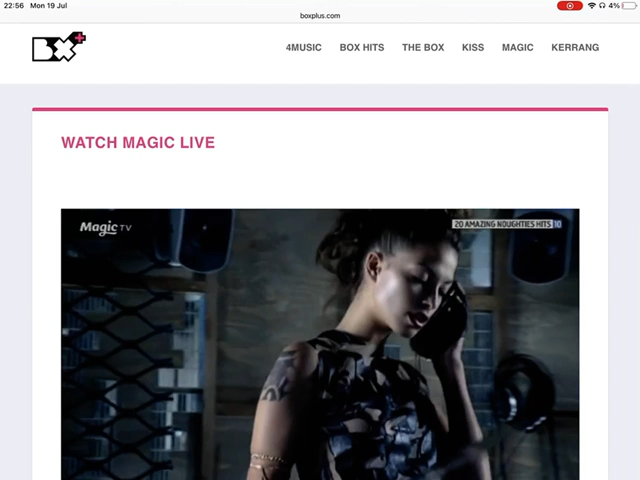 22:56 Mon 19 Jul 4%
boxplus.com
BX+
4MUSIC BOX HITS THE BOX KISS MAGIC KERRANG
WATCH MAGIC LIVE
Magic TV
20 AMAZING NOUGHTIES HITS 10